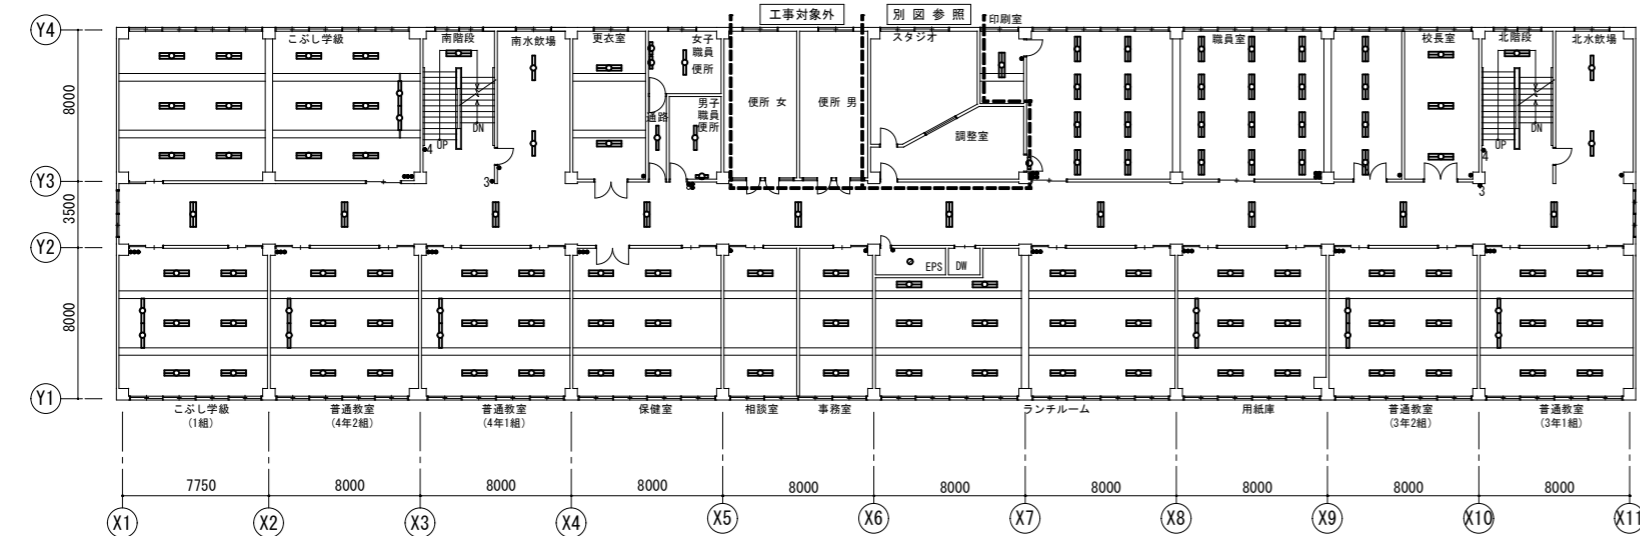 工事対象外
別図参照
印刷室
Y4
こぶし学級
南階段
南水飲場
更衣室
女子
職員
便所
スタジオ
職員室
校長室
北階段
北水飲場
8000
便所 女
便所 男
男子
職員
便所
通路
調整室
DN
UP
4
DN
UP
4
Y3
3
3
3500
Y2
EPS
DW
8000
Y1
こぶし学級
(1組)
普通教室
(4年2組)
普通教室
(4年1組)
保健室
相談室
事務室
ランチルーム
用紙庫
普通教室
(3年2組)
普通教室
(3年1組)
7750
8000
8000
8000
8000
8000
8000
8000
8000
8000
X1
X2
X3
X4
X5
X6
X7
X8
X9
X10
X11